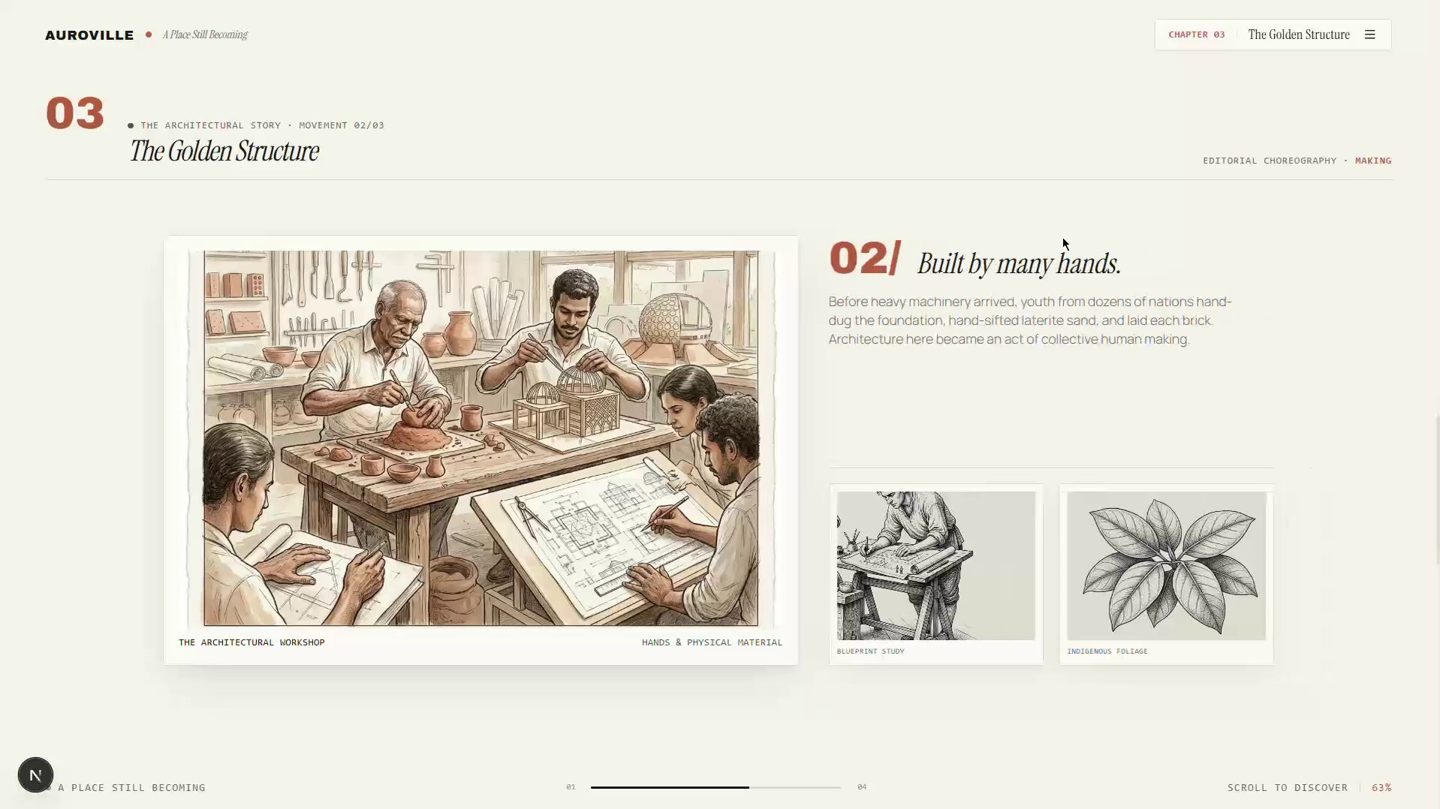 AUROVILLE • A Place Still Becoming
CHAPTER 03 The Golden Structure
03
THE ARCHITECTURAL STORY · MOVEMENT 02/03
The Golden Structure
EDITORIAL CHOREOGRAPHY · MAKING
02/ Built by many hands.
Before heavy machinery arrived, youth from dozens of nations hand-
dug the foundation, hand-sifted laterite sand, and laid each brick.
Architecture here became an act of collective human making.
THE ARCHITECTURAL WORKSHOP
HANDS & PHYSICAL MATERIAL
BLUEPRINT STUDY
INDIGENOUS FOLIAGE
N
A PLACE STILL BECOMING
01
04
SCROLL TO DISCOVER
63%